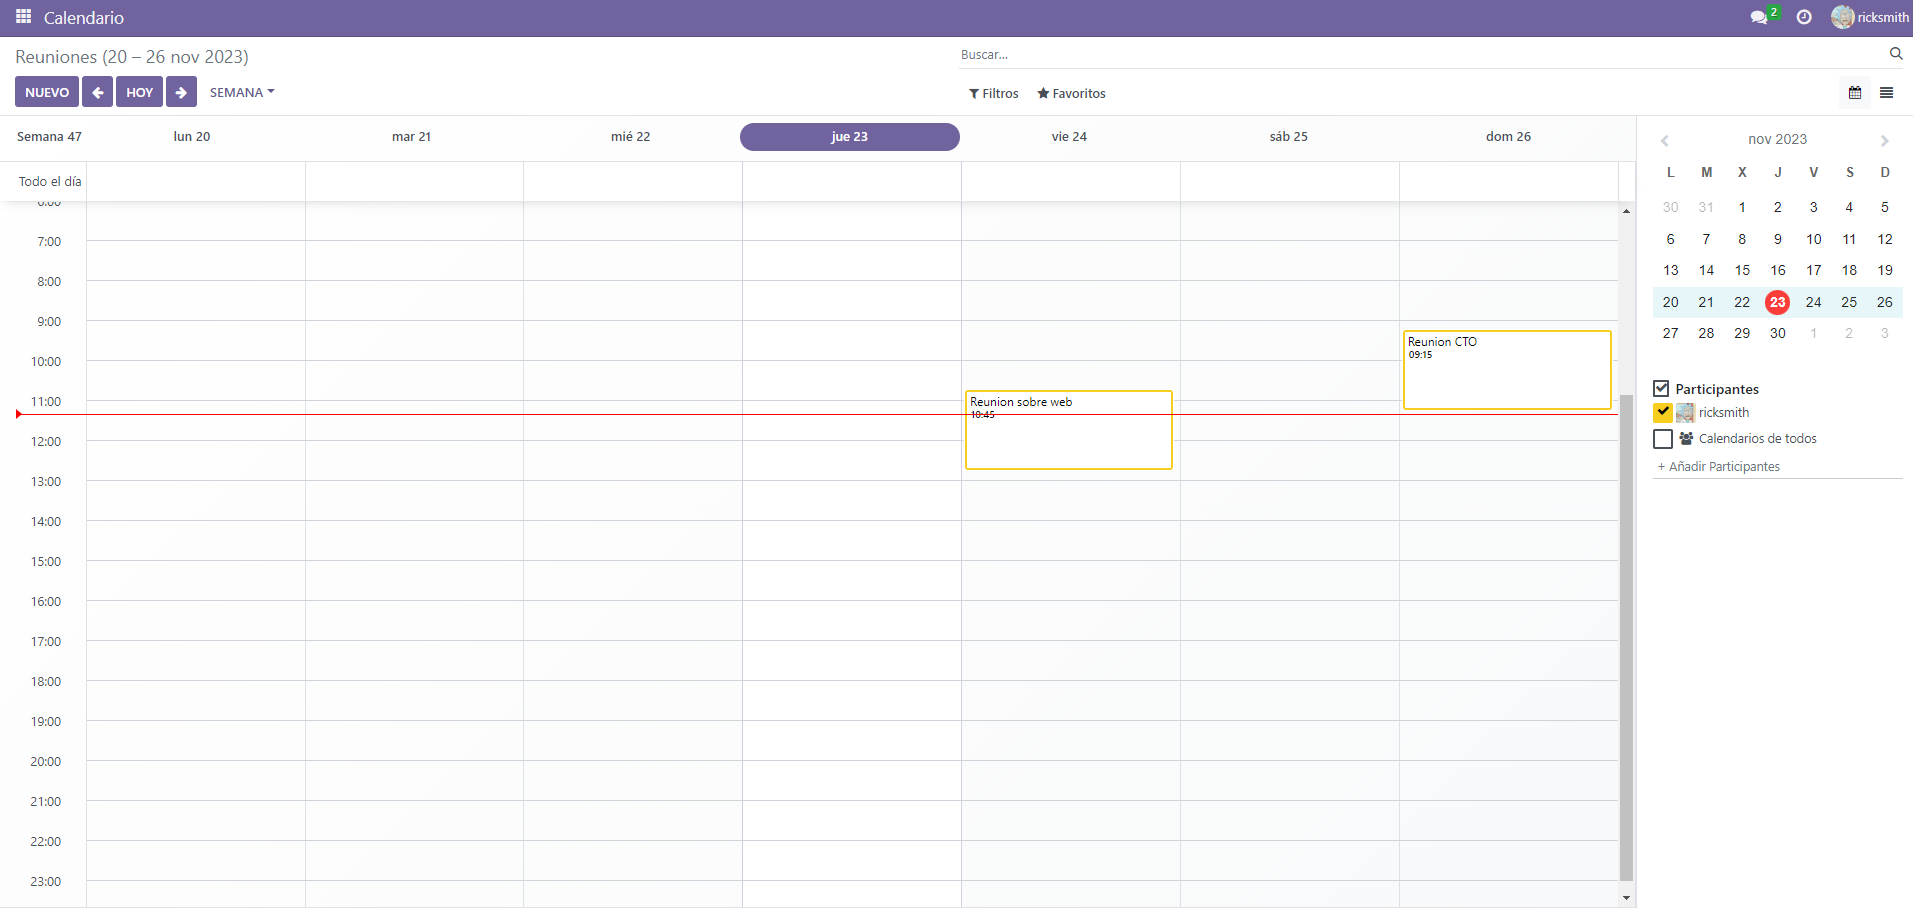 Calendario
2
ricksmith
Reuniones (20 – 26 nov 2023)
Buscar...
NUEVO
HOY
SEMANA
Filtros
Favoritos
Semana 47
lun 20
mar 21
mié 22
jue 23
vie 24
sáb 25
dom 26
Todo el día
6:00
7:00
8:00
9:00
10:00
11:00
12:00
13:00
14:00
15:00
16:00
17:00
18:00
19:00
20:00
21:00
22:00
23:00
Reunion sobre web
10:45
Reunion CTO
09:15
nov 2023
L M X J V S D
30 31 1 2 3 4 5
6 7 8 9 10 11 12
13 14 15 16 17 18 19
20 21 22 23 24 25 26
27 28 29 30 1 2 3
Participantes
ricksmith
Calendarios de todos
+ Añadir Participantes